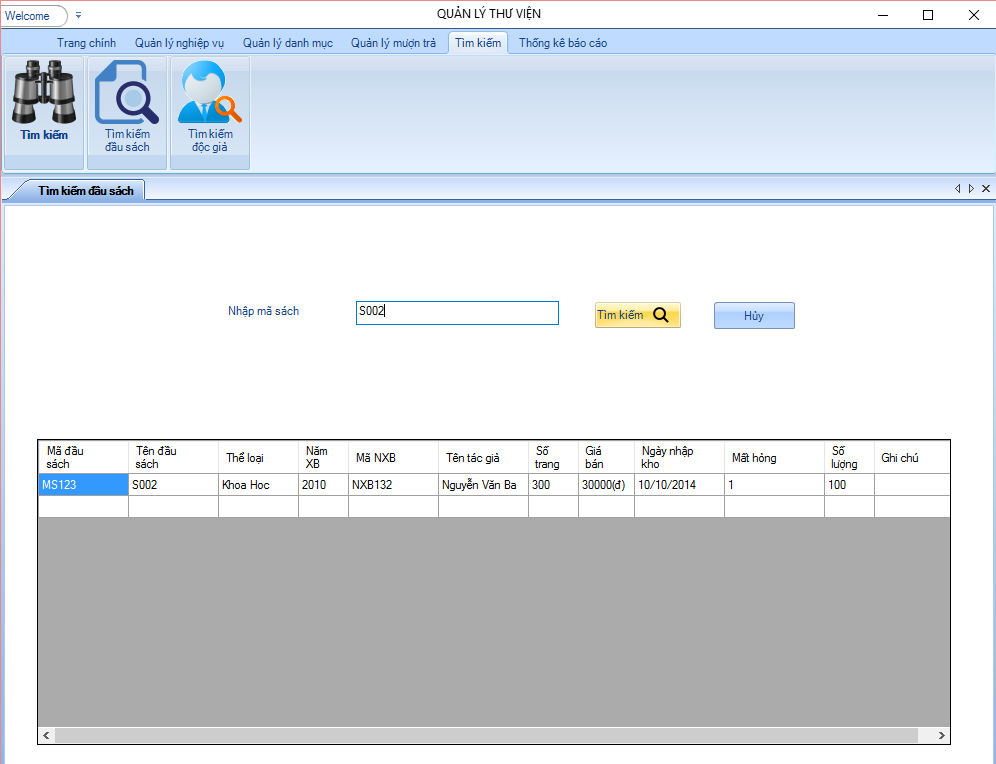 Welcome
QUẢN LÝ THƯ VIỆN
Trang chính Quản lý nghiệp vụ Quản lý danh mục Quản lý mượn trả Tìm kiếm Thống kê báo cáo
Tìm kiếm
Tìm kiếm
đầu sách
Tìm kiếm
độc giả
Tìm kiếm đầu sách
Nhập mã sách S002 Tìm kiếm Hủy
Mã đầu sách Tên đầu sách Thể loại Năm XB Mã NXB Tên tác giả Số trang Giá bán Ngày nhập kho Mất hỏng Số lượng Ghi chú
MS123 S002 Khoa Hoc 2010 NXB132 Nguyễn Văn Ba 300 30000(đ) 10/10/2014 1 100